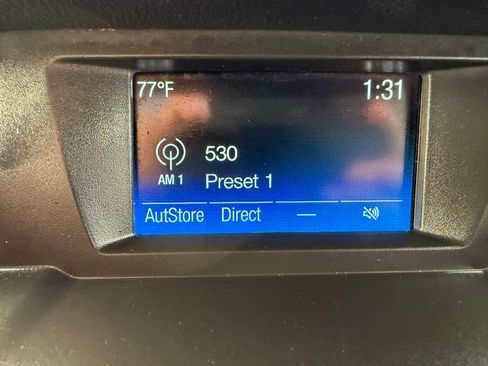 77°F 1:31
530
AM 1 Preset 1
AutStore Direct —